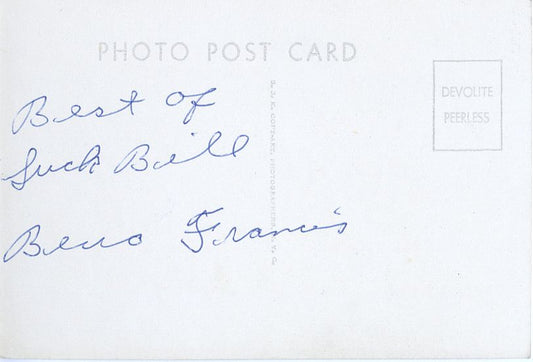 PHOTO POST CARD
DEVOLITE
PEERLESS
Best of
Luck Bill
Beno Francis